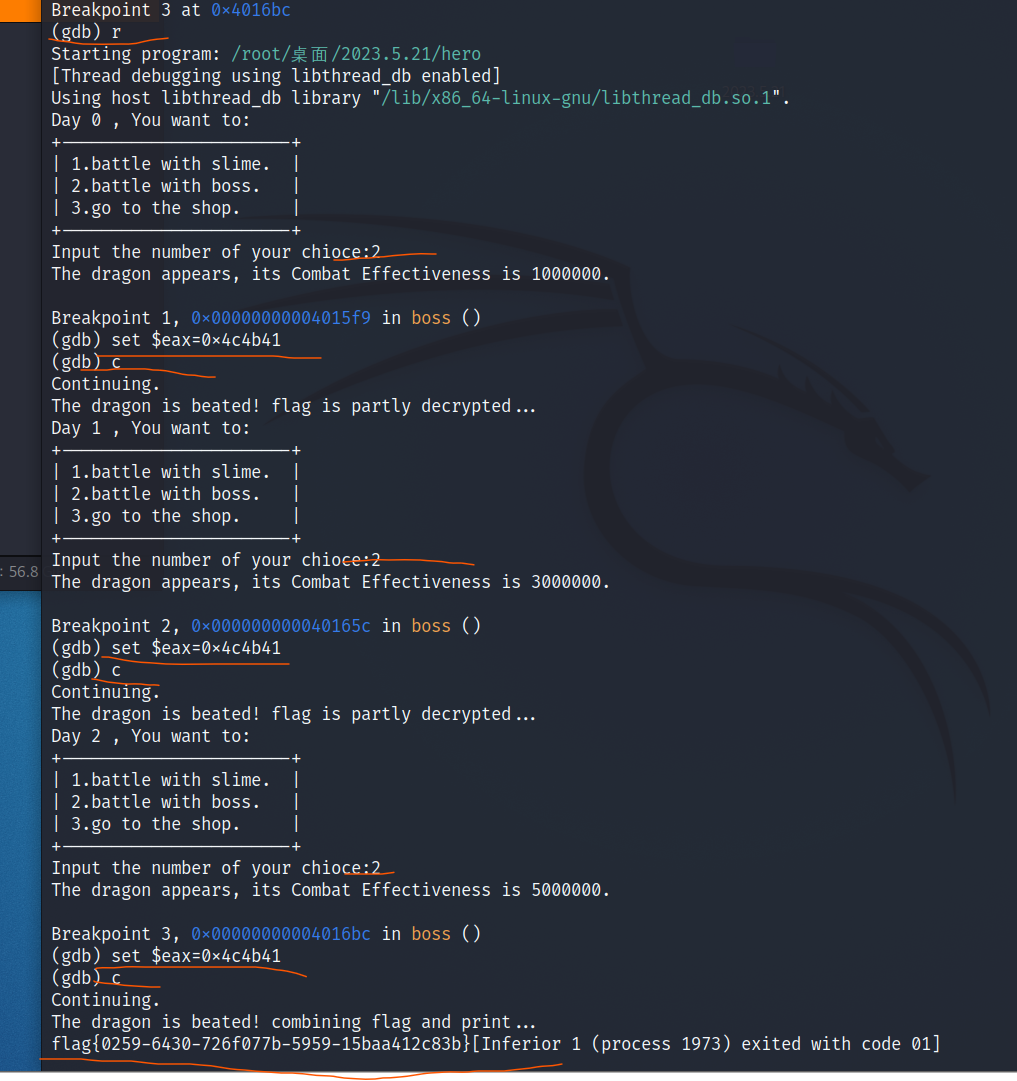 Breakpoint 3 at 0×4016bc
(gdb) r
Starting program: /root/桌面/2023.5.21/hero
[Thread debugging using libthread_db enabled]
Using host libthread_db library "/lib/x86_64-linux-gnu/libthread_db.so.1".
Day 0 , You want to:
+-----------------------+
| 1.battle with slime.  |
| 2.battle with boss.   |
| 3.go to the shop.     |
+-----------------------+
Input the number of your chioce:2
The dragon appears, its Combat Effectiveness is 1000000.
Breakpoint 1, 0×00000000004015f9 in boss ()
(gdb) set $eax=0×4c4b41
(gdb) c
Continuing.
The dragon is beated! flag is partly decrypted...
Day 1 , You want to:
+-----------------------+
| 1.battle with slime.  |
| 2.battle with boss.   |
| 3.go to the shop.     |
+-----------------------+
Input the number of your chioce:2
: 56.8
The dragon appears, its Combat Effectiveness is 3000000.
Breakpoint 2, 0×000000000040165c in boss ()
(gdb) set $eax=0×4c4b41
(gdb) c
Continuing.
The dragon is beated! flag is partly decrypted...
Day 2 , You want to:
+-----------------------+
| 1.battle with slime.  |
| 2.battle with boss.   |
| 3.go to the shop.     |
+-----------------------+
Input the number of your chioce:2
The dragon appears, its Combat Effectiveness is 5000000.
Breakpoint 3, 0×00000000004016bc in boss ()
(gdb) set $eax=0×4c4b41
(gdb) c
Continuing.
The dragon is beated! combining flag and print...
flag{0259-6430-726f077b-5959-15baa412c83b}[Inferior 1 (process 1973) exited with code 01]